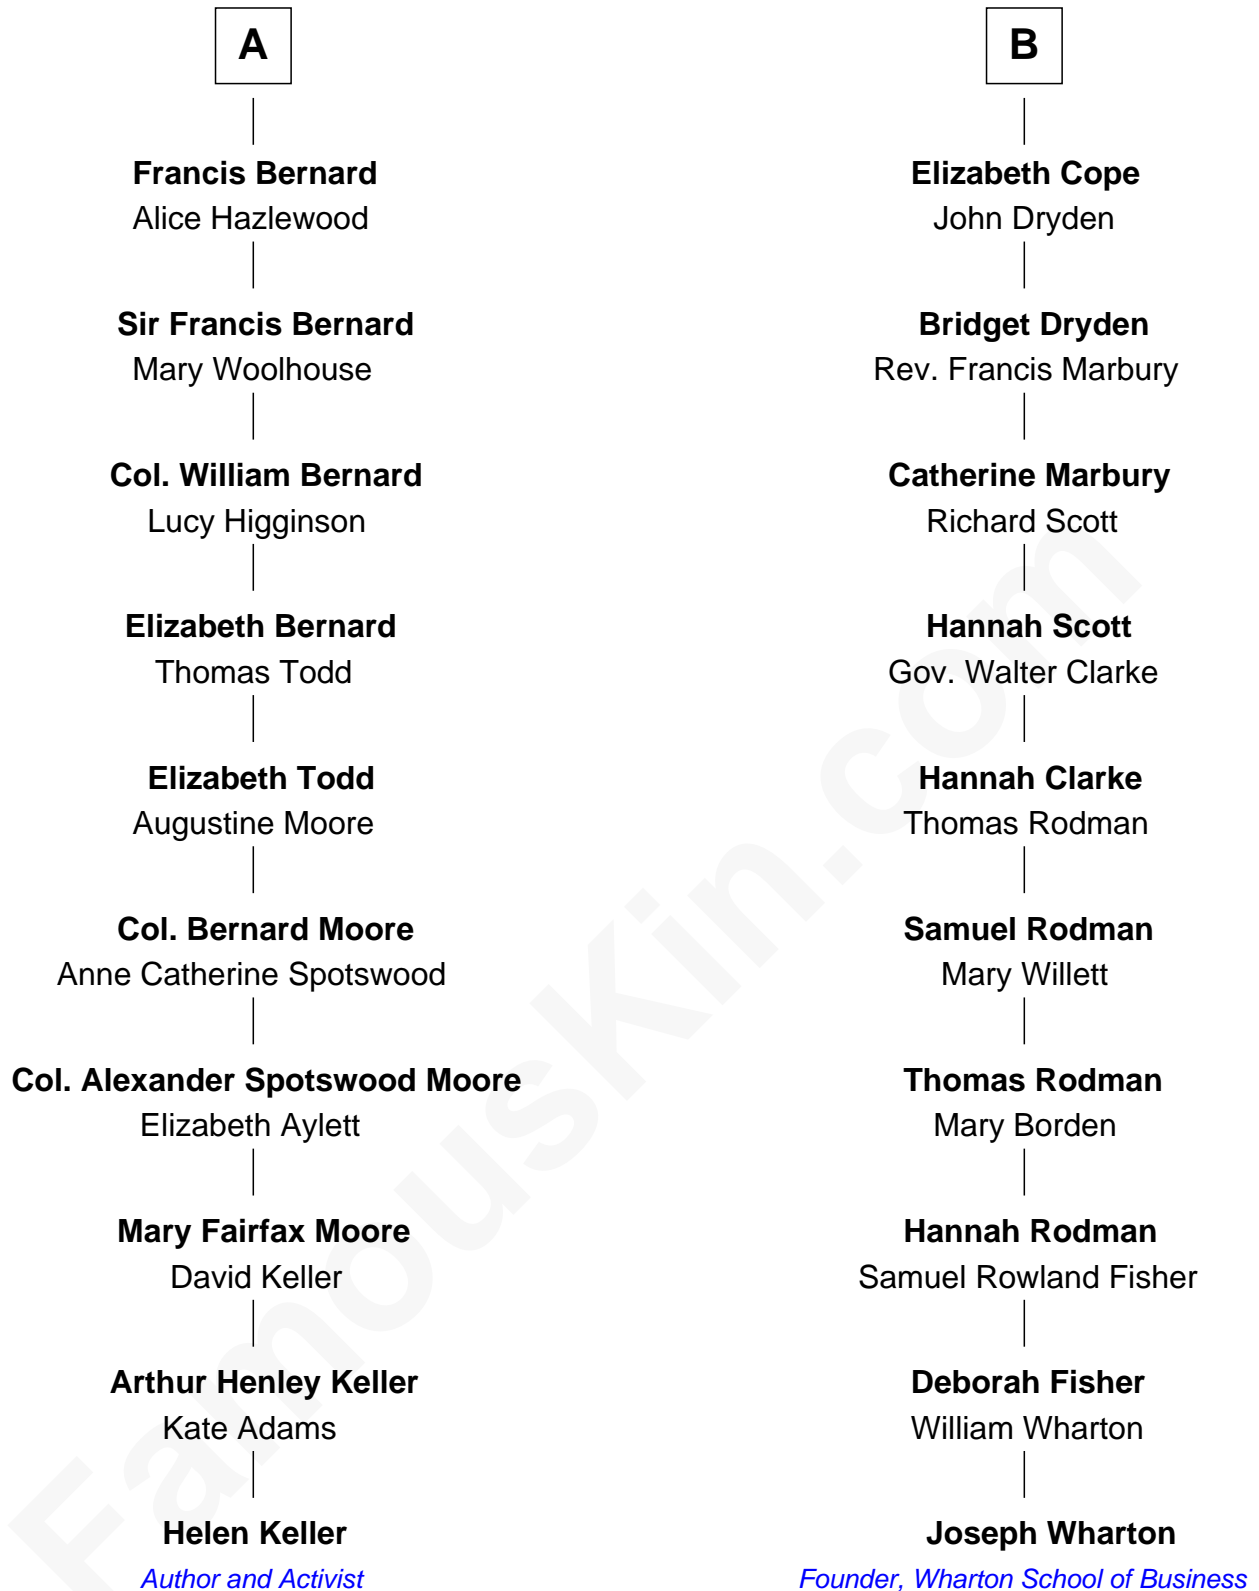 A
Francis Bernard
Alice Hazlewood
Sir Francis Bernard
Mary Woolhouse
Col. William Bernard
Lucy Higginson
Elizabeth Bernard
Thomas Todd
Elizabeth Todd
Augustine Moore
Col. Bernard Moore
Anne Catherine Spotswood
Col. Alexander Spotswood Moore
Elizabeth Aylett
Mary Fairfax Moore
David Keller
Arthur Henley Keller
Kate Adams
Helen Keller
Author and Activist
B
Elizabeth Cope
John Dryden
Bridget Dryden
Rev. Francis Marbury
Catherine Marbury
Richard Scott
Hannah Scott
Gov. Walter Clarke
Hannah Clarke
Thomas Rodman
Samuel Rodman
Mary Willett
Thomas Rodman
Mary Borden
Hannah Rodman
Samuel Rowland Fisher
Deborah Fisher
William Wharton
Joseph Wharton
Founder, Wharton School of Business
FamousKin.com